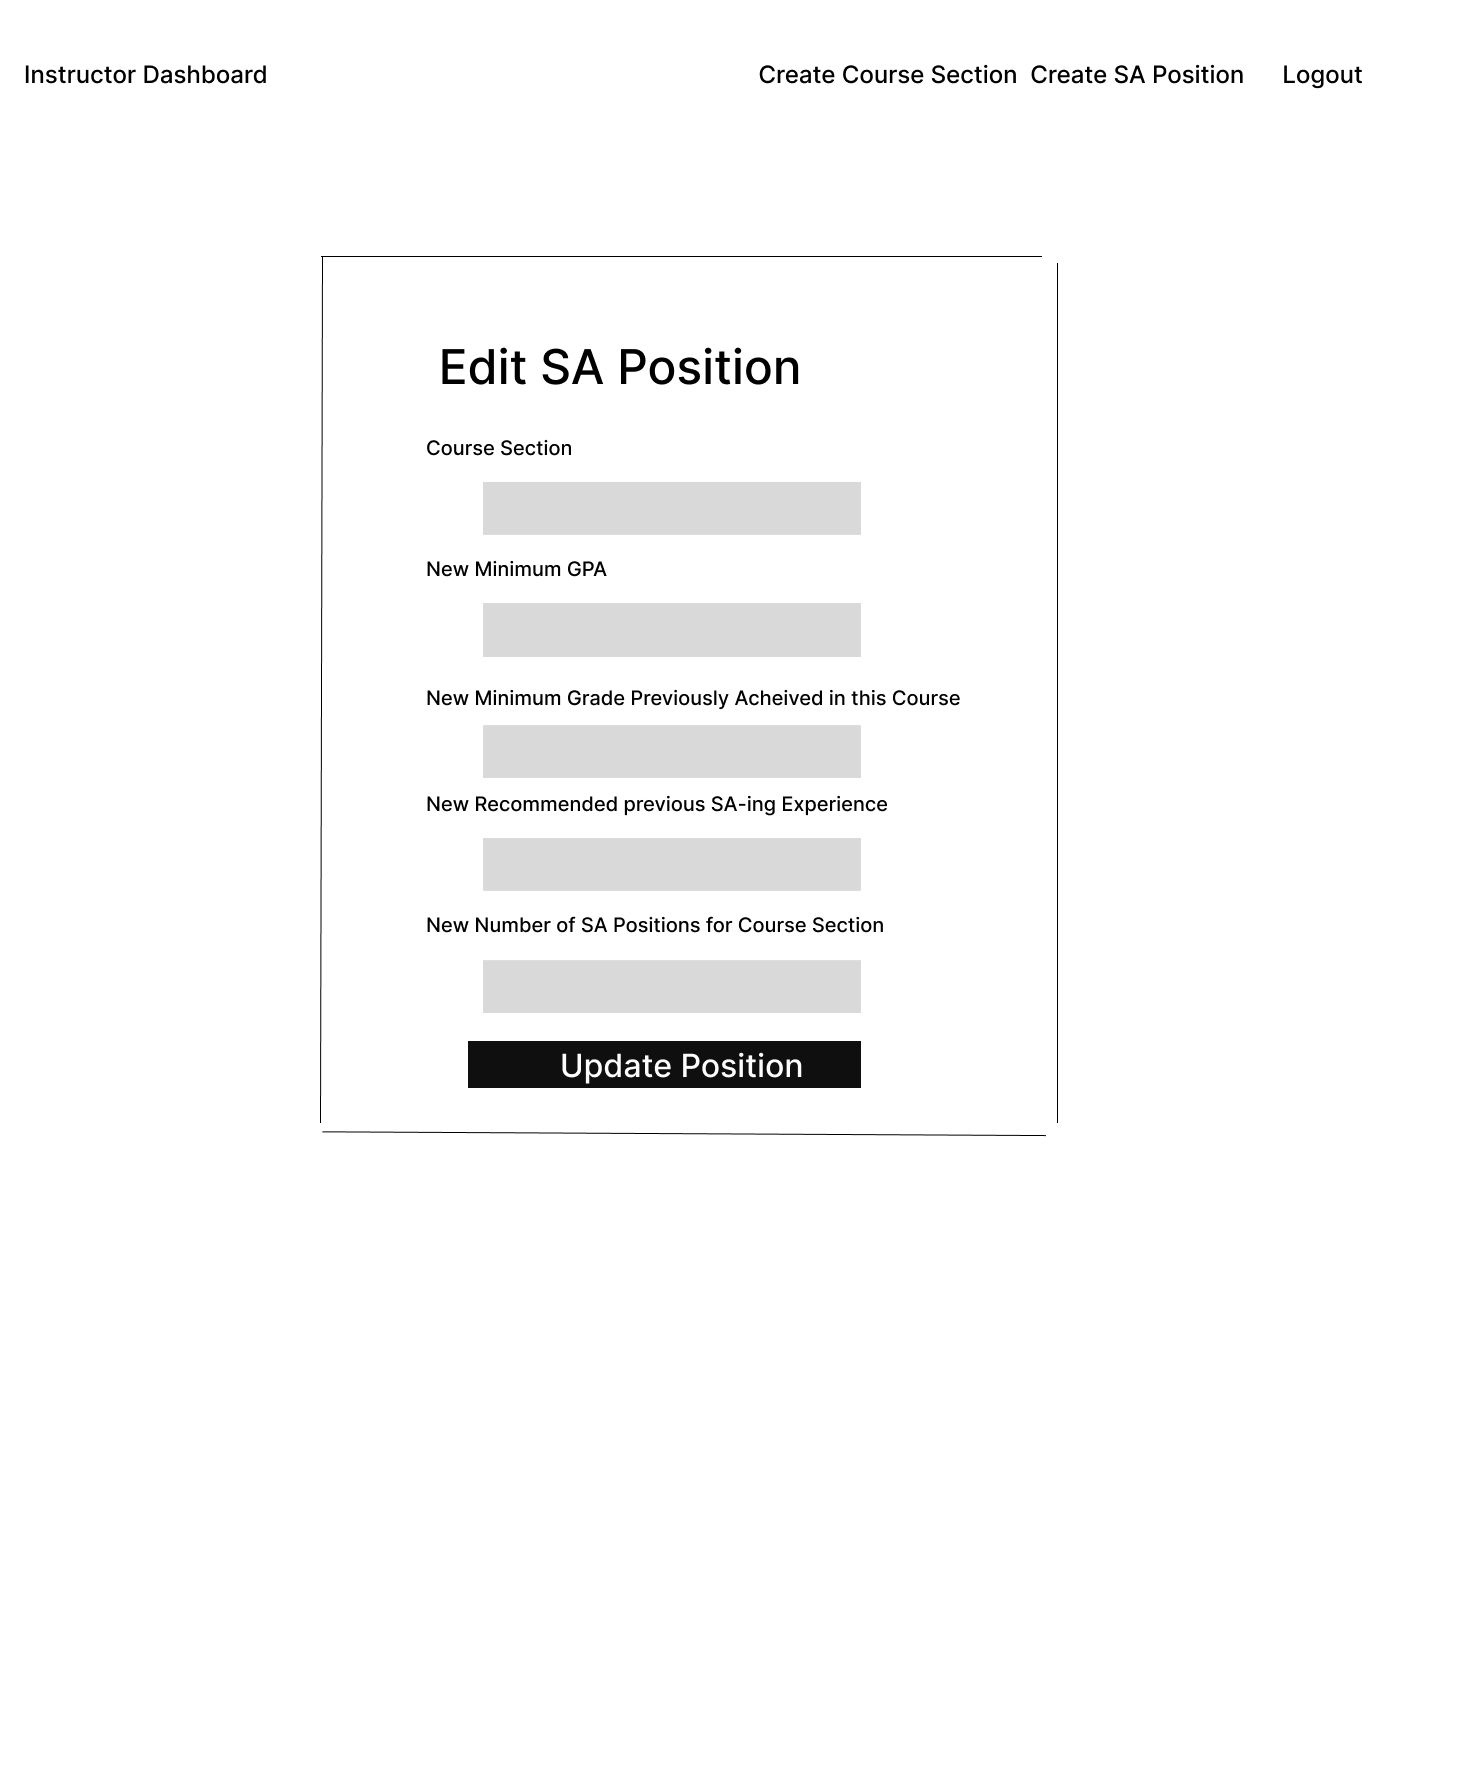 Instructor Dashboard
Create Course Section
Create SA Position
Logout
Edit SA Position
Course Section
New Minimum GPA
New Minimum Grade Previously Acheived in this Course
New Recommended previous SA-ing Experience
New Number of SA Positions for Course Section
Update Position